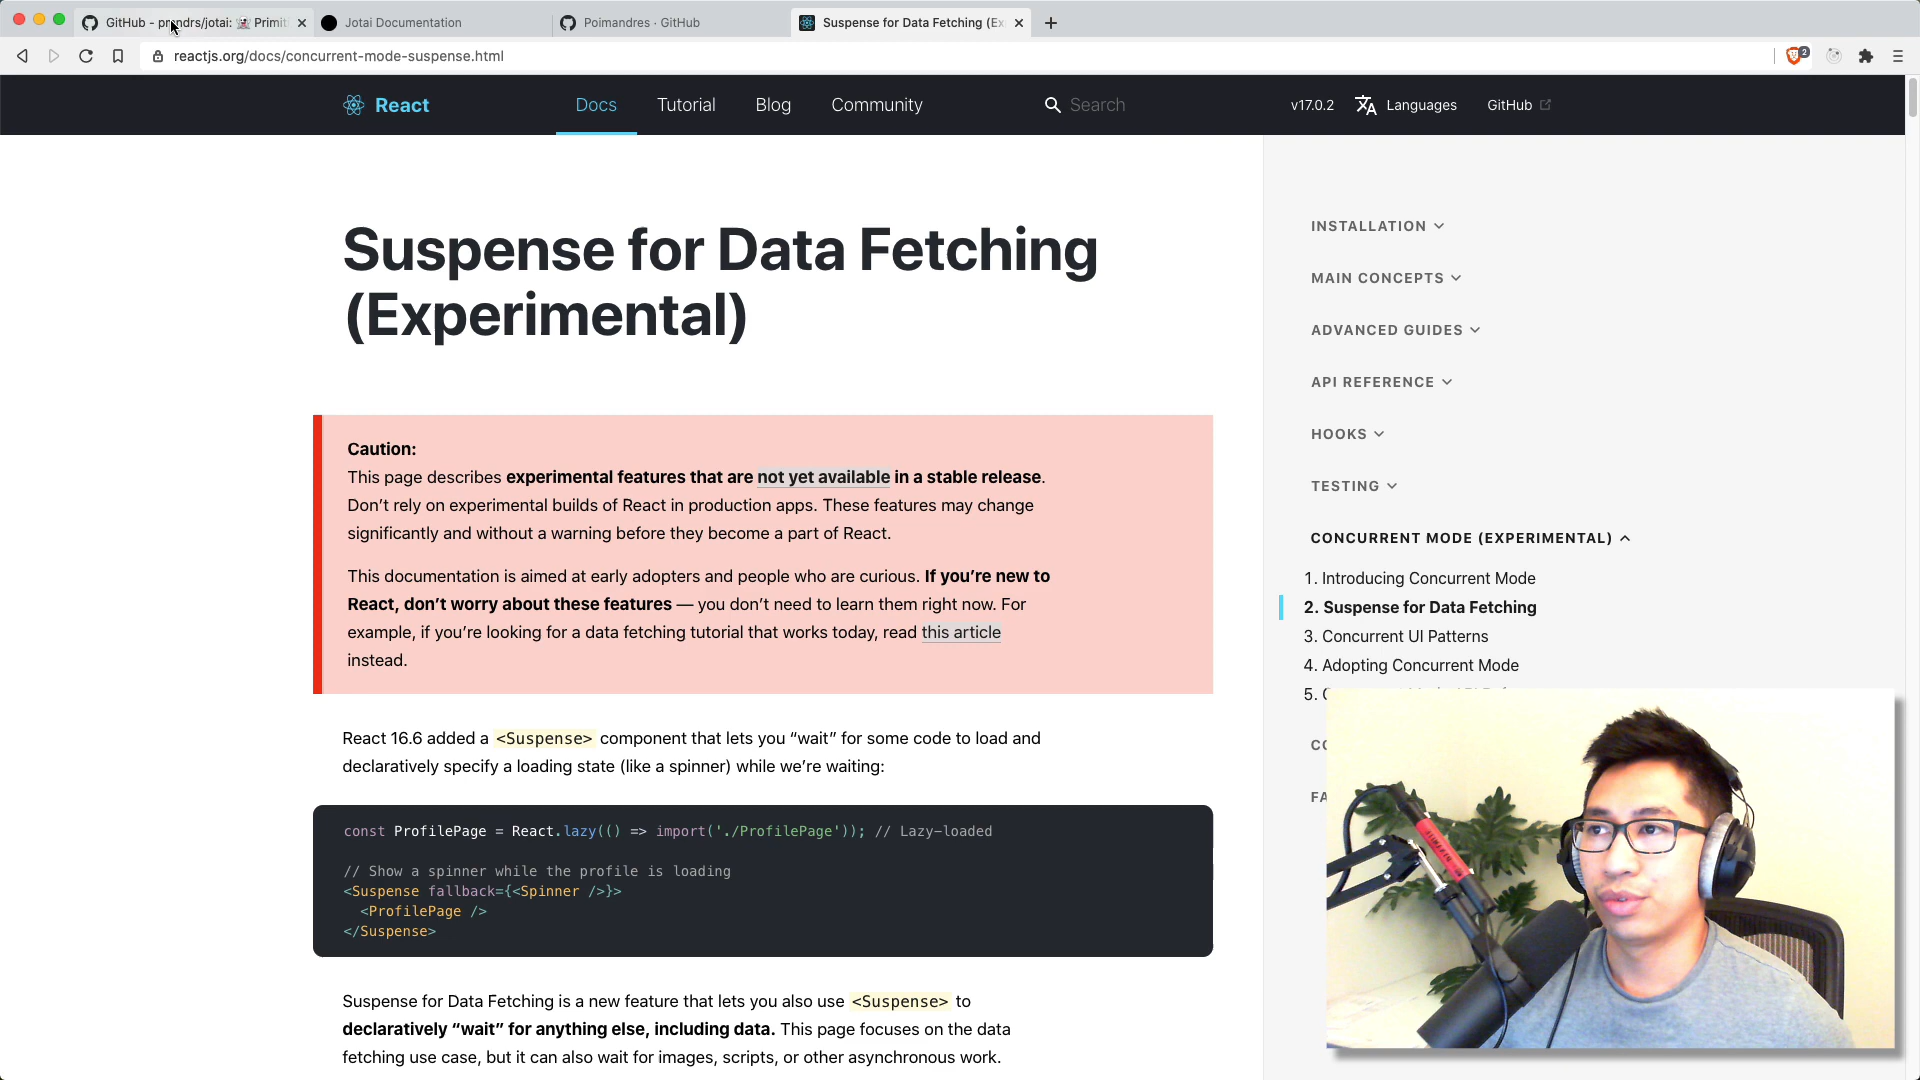 GitHub - pmndrs/jotai: 👻 Primiti
Jotai Documentation
Poimandres · GitHub
Suspense for Data Fetching (Ex
reactjs.org/docs/concurrent-mode-suspense.html
2
React
Docs
Tutorial
Blog
Community
Search
v17.0.2
Languages
GitHub
Suspense for Data Fetching
(Experimental)
Caution:
This page describes experimental features that are not yet available in a stable release.
Don’t rely on experimental builds of React in production apps. These features may change
significantly and without a warning before they become a part of React.
This documentation is aimed at early adopters and people who are curious. If you’re new to
React, don’t worry about these features — you don’t need to learn them right now. For
example, if you’re looking for a data fetching tutorial that works today, read this article
instead.
React 16.6 added a <Suspense> component that lets you “wait” for some code to load and
declaratively specify a loading state (like a spinner) while we’re waiting:
const ProfilePage = React.lazy(() => import('./ProfilePage')); // Lazy-loaded
// Show a spinner while the profile is loading
<Suspense fallback={<Spinner />}>
<ProfilePage />
</Suspense>
Suspense for Data Fetching is a new feature that lets you also use <Suspense> to
declaratively “wait” for anything else, including data. This page focuses on the data
fetching use case, but it can also wait for images, scripts, or other asynchronous work.
INSTALLATION
MAIN CONCEPTS
ADVANCED GUIDES
API REFERENCE
HOOKS
TESTING
CONCURRENT MODE (EXPERIMENTAL)
1. Introducing Concurrent Mode
2. Suspense for Data Fetching
3. Concurrent UI Patterns
4. Adopting Concurrent Mode
5.
CO
FA